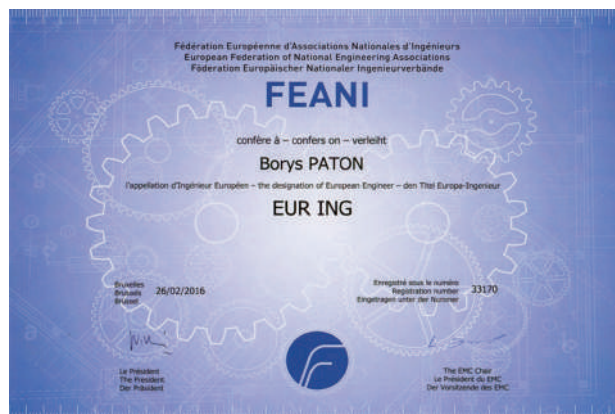 Fédération Européenne d'Associations Nationales d'Ingénieurs
European Federation of National Engineering Associations
Föderation Europäischer Nationaler Ingenieurverbände
FEANI
confère à – confers on – verleiht
Borys PATON
l'appellation d'Ingénieur Européen – the designation of European Engineer – den Titel Europa-Ingenieur
EUR ING
Bruxelles
Brussels
Brüssel
26/02/2016
Enregistré sous le numéro
Registration number
Eingetragen unter der Nummer
33170
Le Président
The President
Der Präsident
The EMC Chair
Le Président du EMC
Der Vorsitzende des EMC